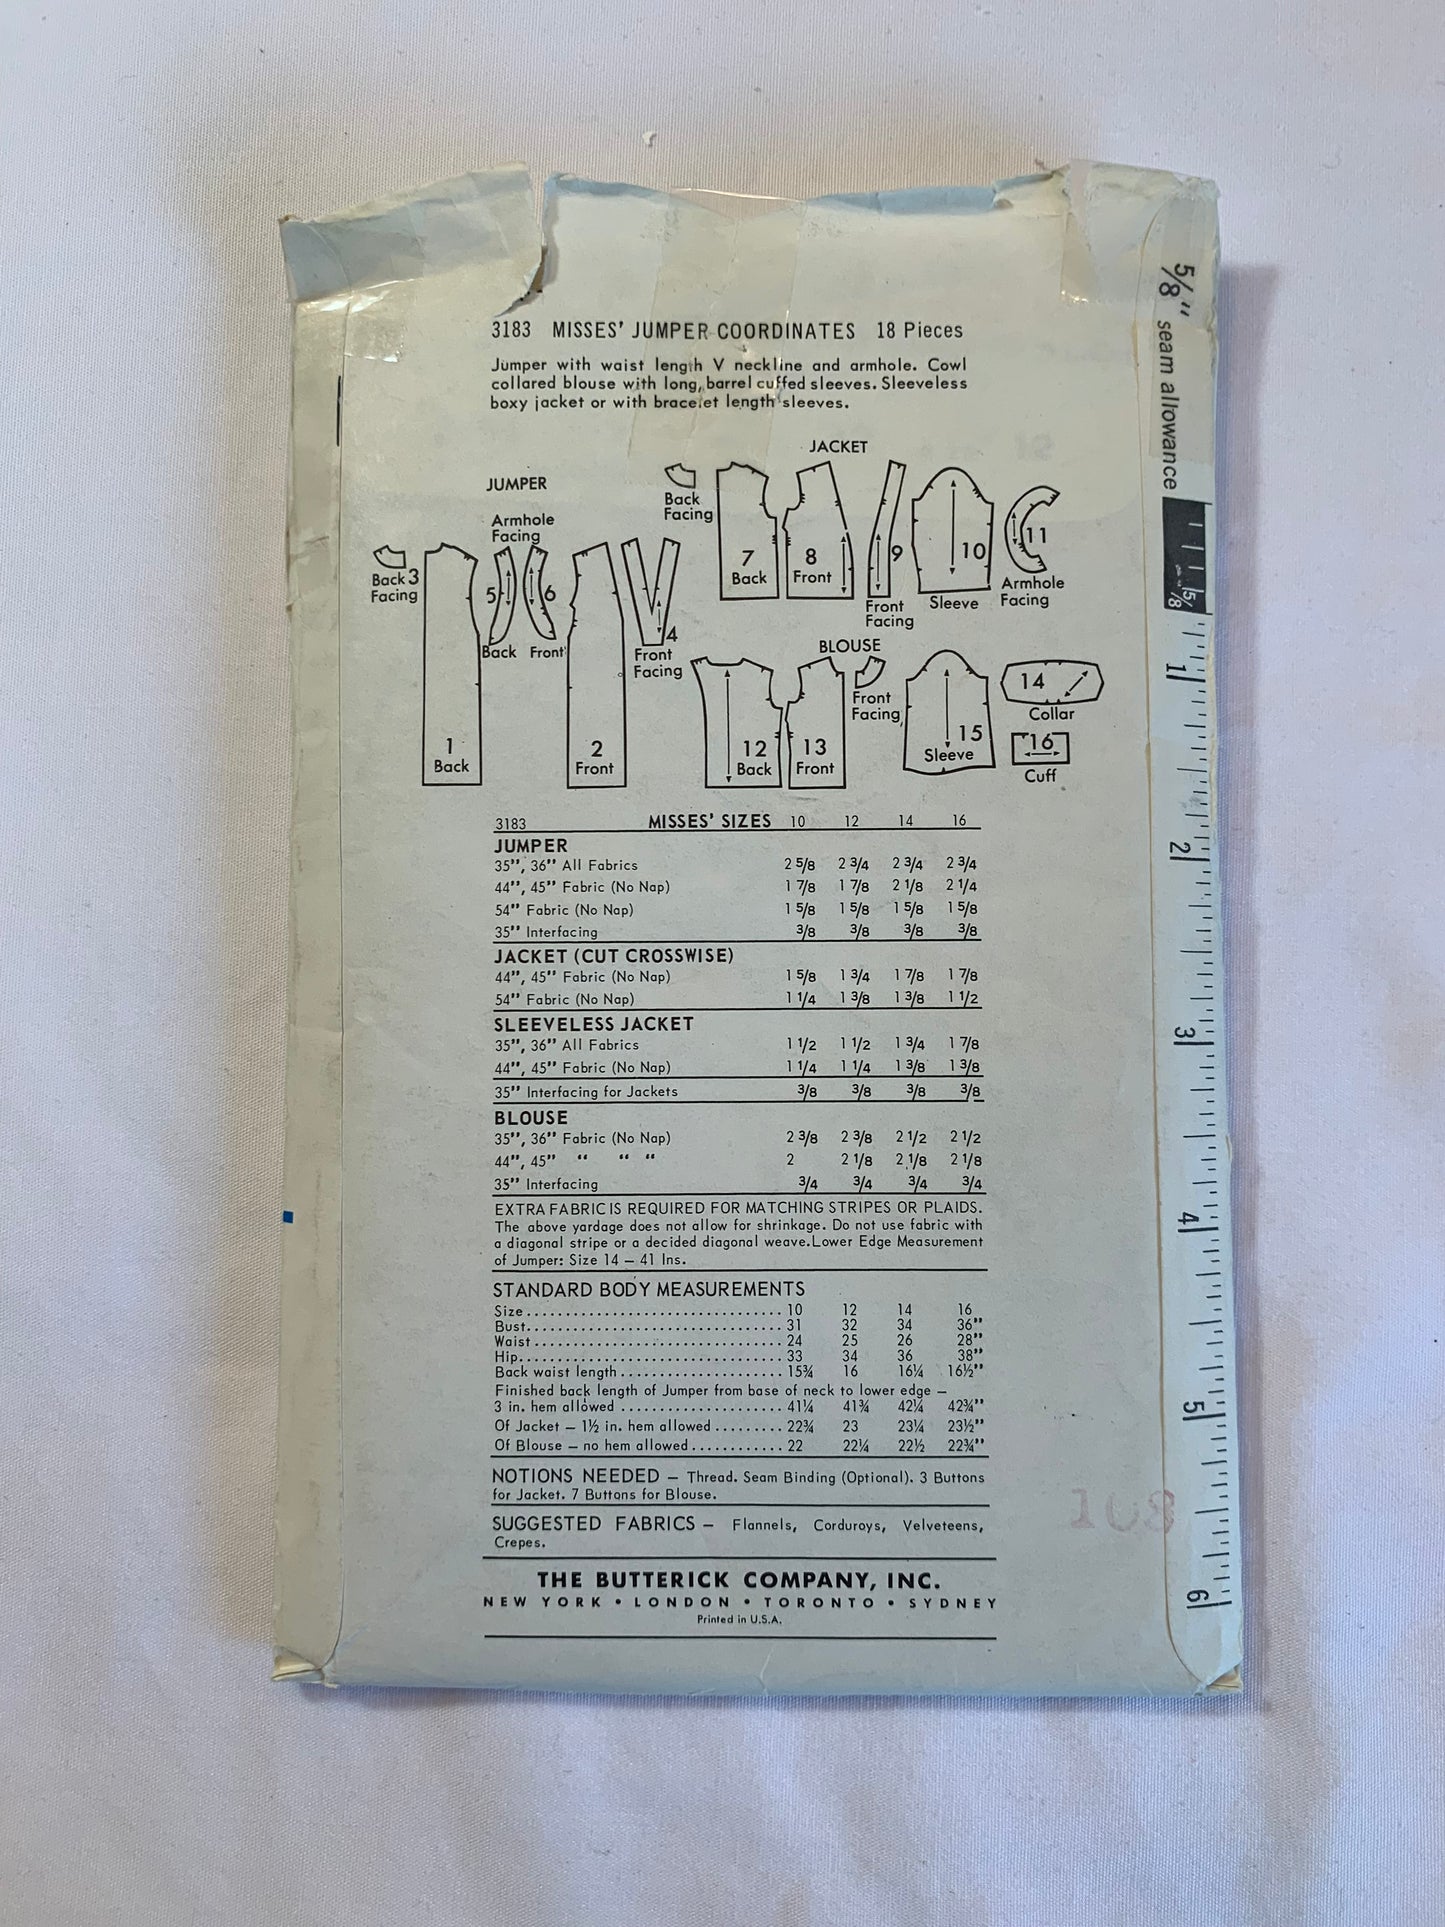 3183 MISSES' JUMPER COORDINATES 18 Pieces
Jumper with waist length V neckline and armhole. Cowl
collared blouse with long, barrel cuffed sleeves. Sleeveless
boxy jacket or with bracelet length sleeves.
JUMPER
Back 3
Facing
1
Back
Armhole
Facing
5
Back
6
Front
2
Front
4
Front
Facing
JACKET
Back
Facing
7
Back
8
Front
9
Front
Facing
10
Sleeve
11
Armhole
Facing
BLOUSE
12
Back
13
Front
Front
Facing
15
Sleeve
14
Collar
16
Cuff
3183 MISSES' SIZES 10 12 14 16
JUMPER
35", 36" All Fabrics 2 5/8 2 3/4 2 3/4 2 3/4
44", 45" Fabric (No Nap) 1 7/8 1 7/8 2 1/8 2 1/4
54" Fabric (No Nap) 1 5/8 1 5/8 1 5/8 1 5/8
35" Interfacing 3/8 3/8 3/8 3/8
JACKET (CUT CROSSWISE)
44", 45" Fabric (No Nap) 1 5/8 1 3/4 1 7/8 1 7/8
54" Fabric (No Nap) 1 1/4 1 3/8 1 3/8 1 1/2
SLEEVELESS JACKET
35", 36" All Fabrics 1 1/2 1 1/2 1 3/4 1 7/8
44", 45" Fabric (No Nap) 1 1/4 1 1/4 1 3/8 1 3/8
35" Interfacing for Jackets 3/8 3/8 3/8 3/8
BLOUSE
35", 36" Fabric (No Nap) 2 3/8 2 3/8 2 1/2 2 1/2
44", 45" " " " 2 2 1/8 2 1/8 2 1/8
35" Interfacing 3/4 3/4 3/4 3/4
EXTRA FABRIC IS REQUIRED FOR MATCHING STRIPES OR PLAIDS.
The above yardage does not allow for shrinkage. Do not use fabric with
a diagonal stripe or a decided diagonal weave. Lower Edge Measurement
of Jumper: Size 14 – 41 Ins.
STANDARD BODY MEASUREMENTS
Size 10 12 14 16
Bust 31 32 34 36"
Waist 24 25 26 28"
Hip 33 34 36 38"
Back waist length 15¾ 16 16¼ 16½"
Finished back length of Jumper from base of neck to lower edge –
3 in. hem allowed 41¼ 41¾ 42¼ 42¾"
Of Jacket – 1½ in. hem allowed 22¾ 23 23¼ 23½"
Of Blouse – no hem allowed 22 22¼ 22½ 22¾"
NOTIONS NEEDED – Thread. Seam Binding (Optional). 3 Buttons
for Jacket. 7 Buttons for Blouse.
SUGGESTED FABRICS – Flannels, Corduroys, Velveteens,
Crepes.
THE BUTTERICK COMPANY, INC.
NEW YORK • LONDON • TORONTO • SYDNEY
Printed in U.S.A.
5/8" seam allowance
5/8
1
2
3
4
5
6